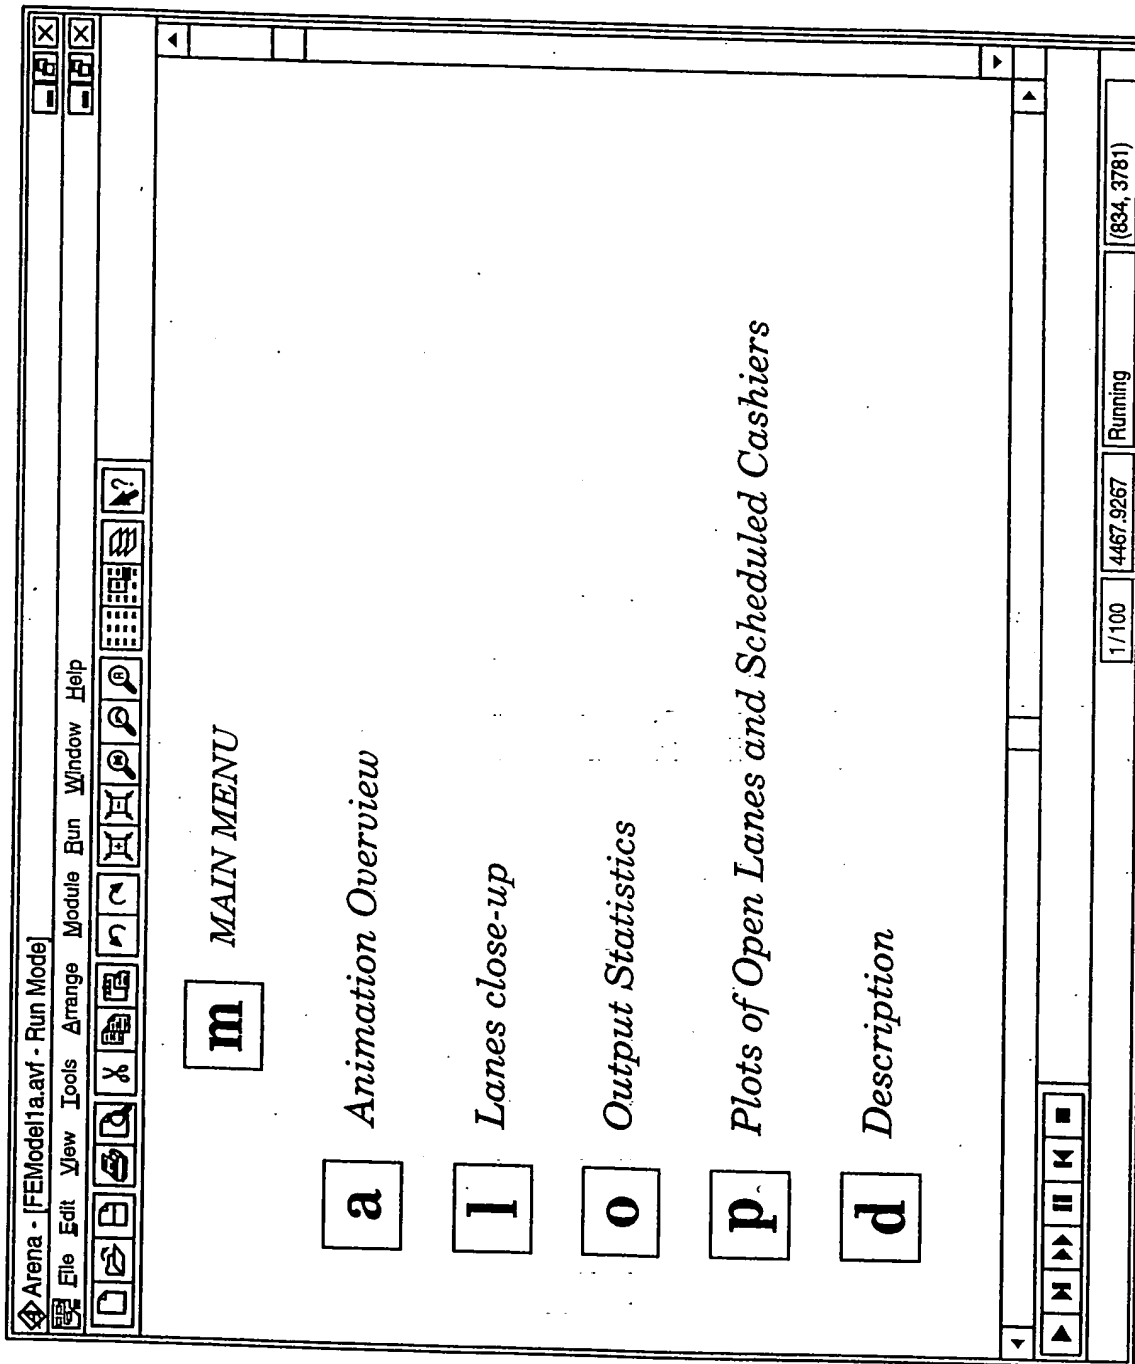 Arena - [FEModel1a.avf - Run Mode]
File Edit View Tools Arrange Module Run Window Help
m MAIN MENU
a Animation Overview
l Lanes close-up
o Output Statistics
p Plots of Open Lanes and Scheduled Cashiers
d Description
1/100 4467.9267 Running (834, 3781)